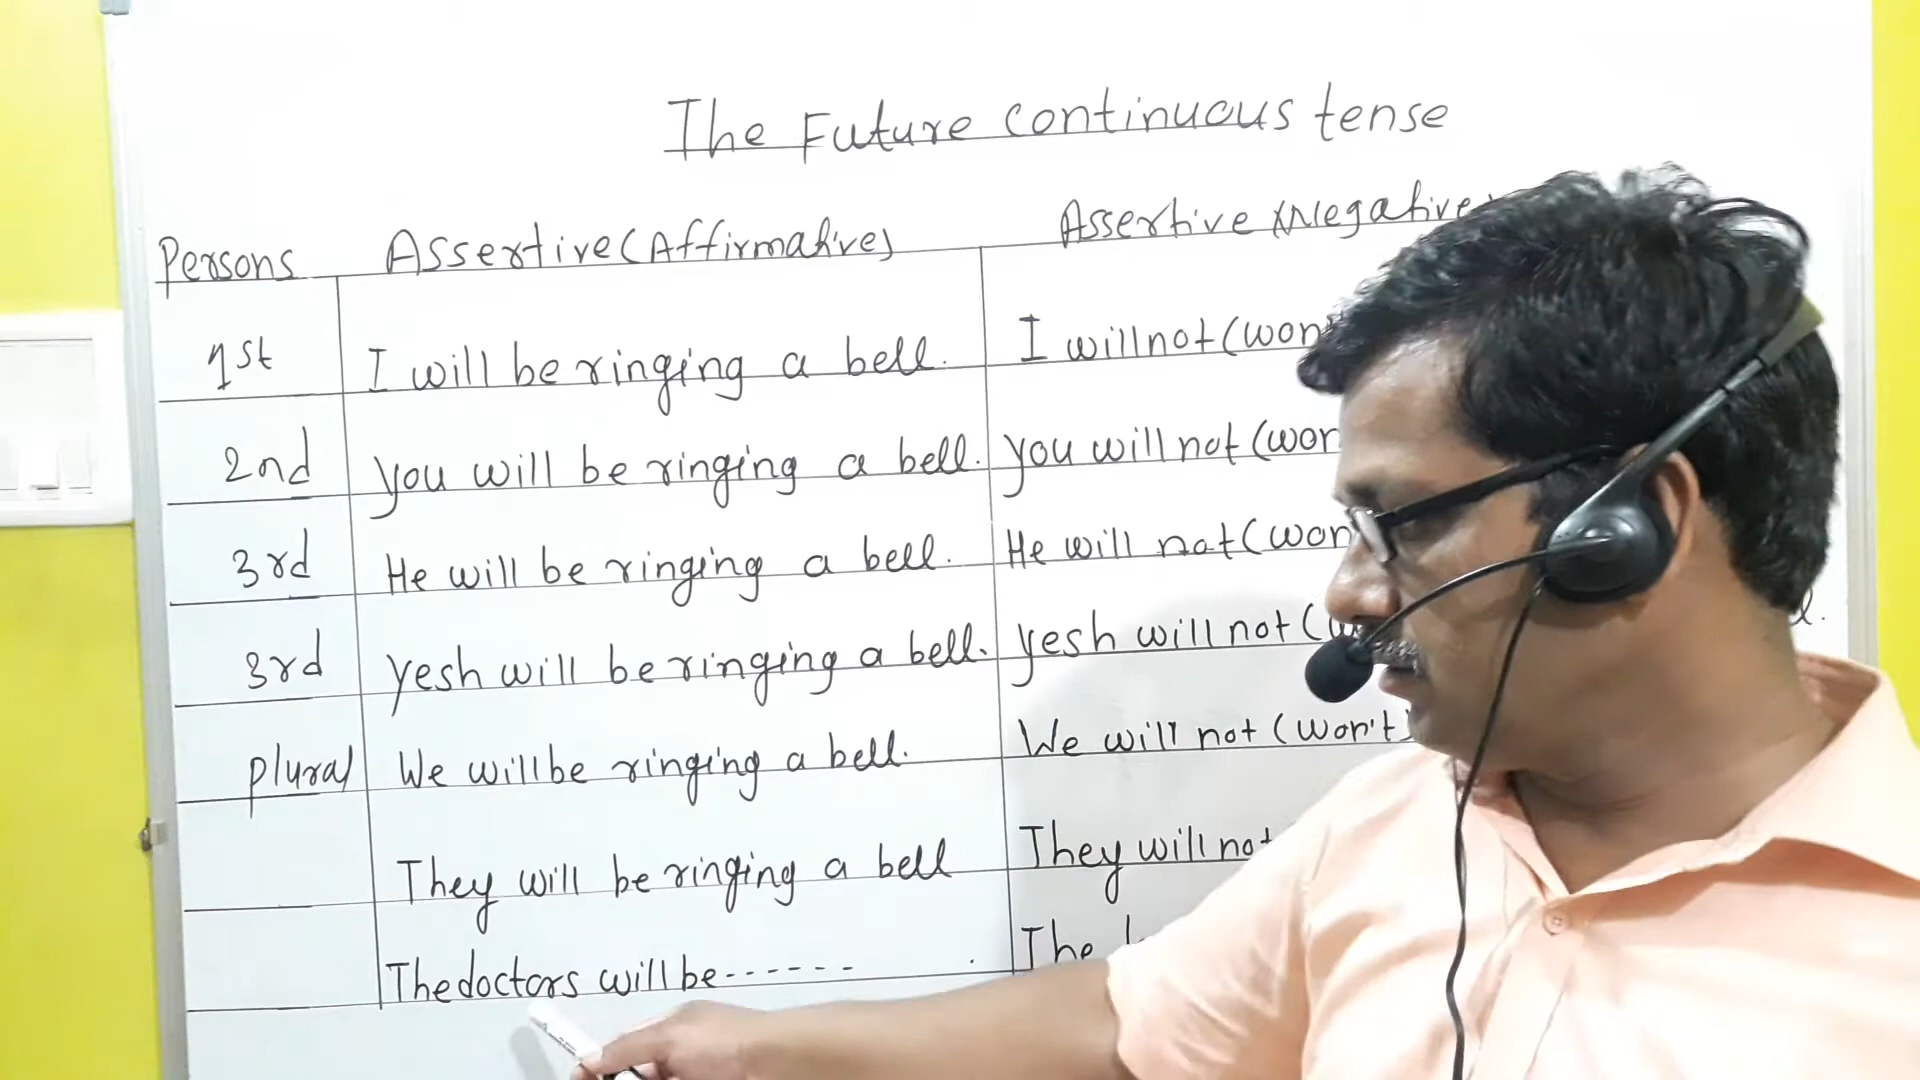 The Future continuous tense
Persons Assertive (Affirmative) Assertive (Negative)
1st I will be ringing a bell. I will not (won
2nd you will be ringing a bell. you will not (won
3rd He will be ringing a bell. He will not (won
3rd yesh will be ringing a bell. yesh will not (
plural We will be ringing a bell. We will not (won't)
They will be ringing a bell They will not
The doctors will be ------ . The